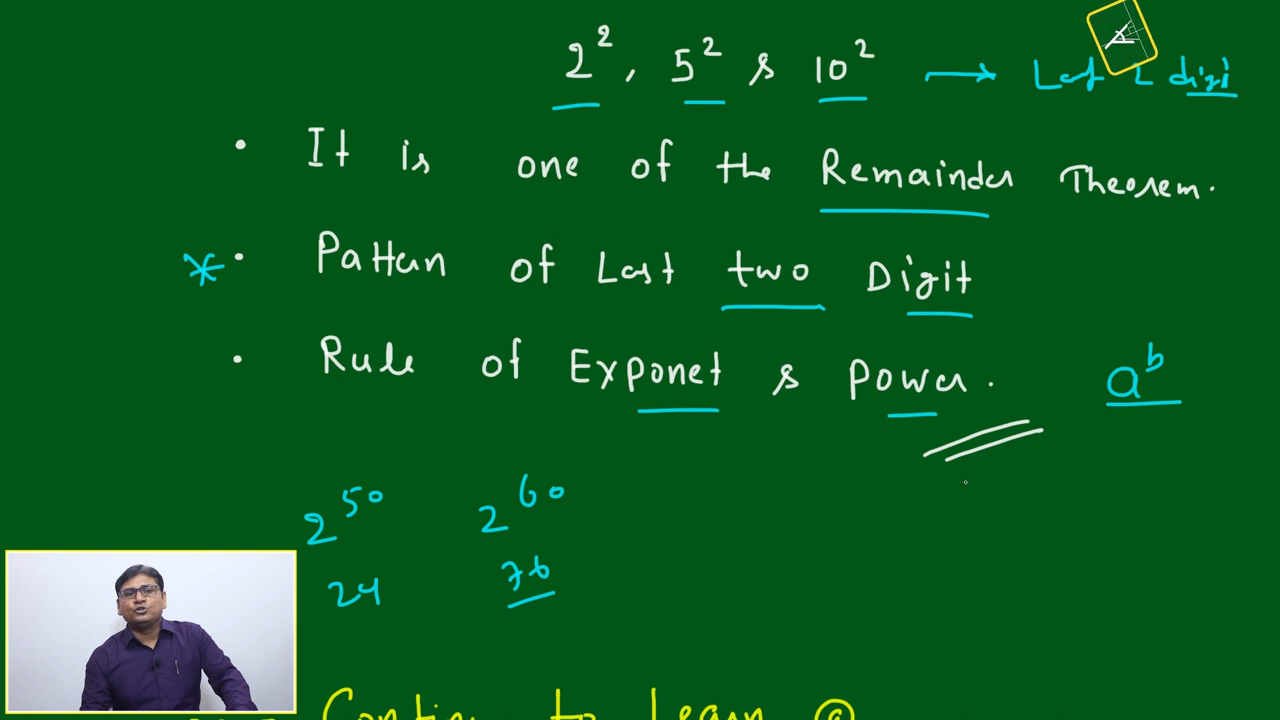 2², 5² & 10² → Last 2 digi
• It is one of the Remainder Theorem.
* • Pattern of Last two Digit
• Rule of Exponet & Power. a^b
2^50 2^60
24 76
Contin to Learn @